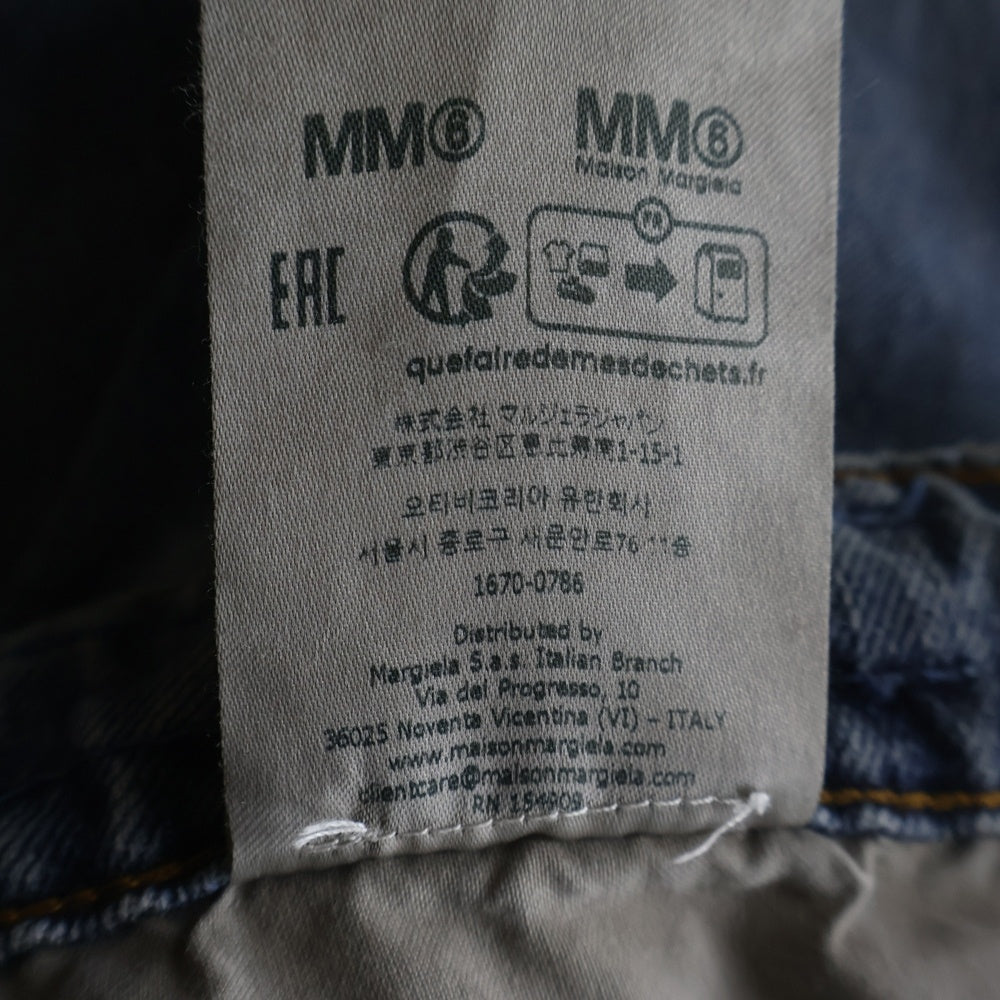 MM⑥ MM⑥
Maison Margiela
FR
EAC
quefairedemesdechets.fr
株式会社 マルジェラジャパン
東京都渋谷区恵比寿南1-15-1
오티비코리아 유한회사
서울시 종로구 새문안로76 층
1670-0786
Distributed by
Margiela S.a.s. Italian Branch
Via del Progresso, 10
36025 Noventa Vicentina (VI) – ITALY
www.maisonmargiela.com
clientcare@maisonmargiela.com
RN 154909